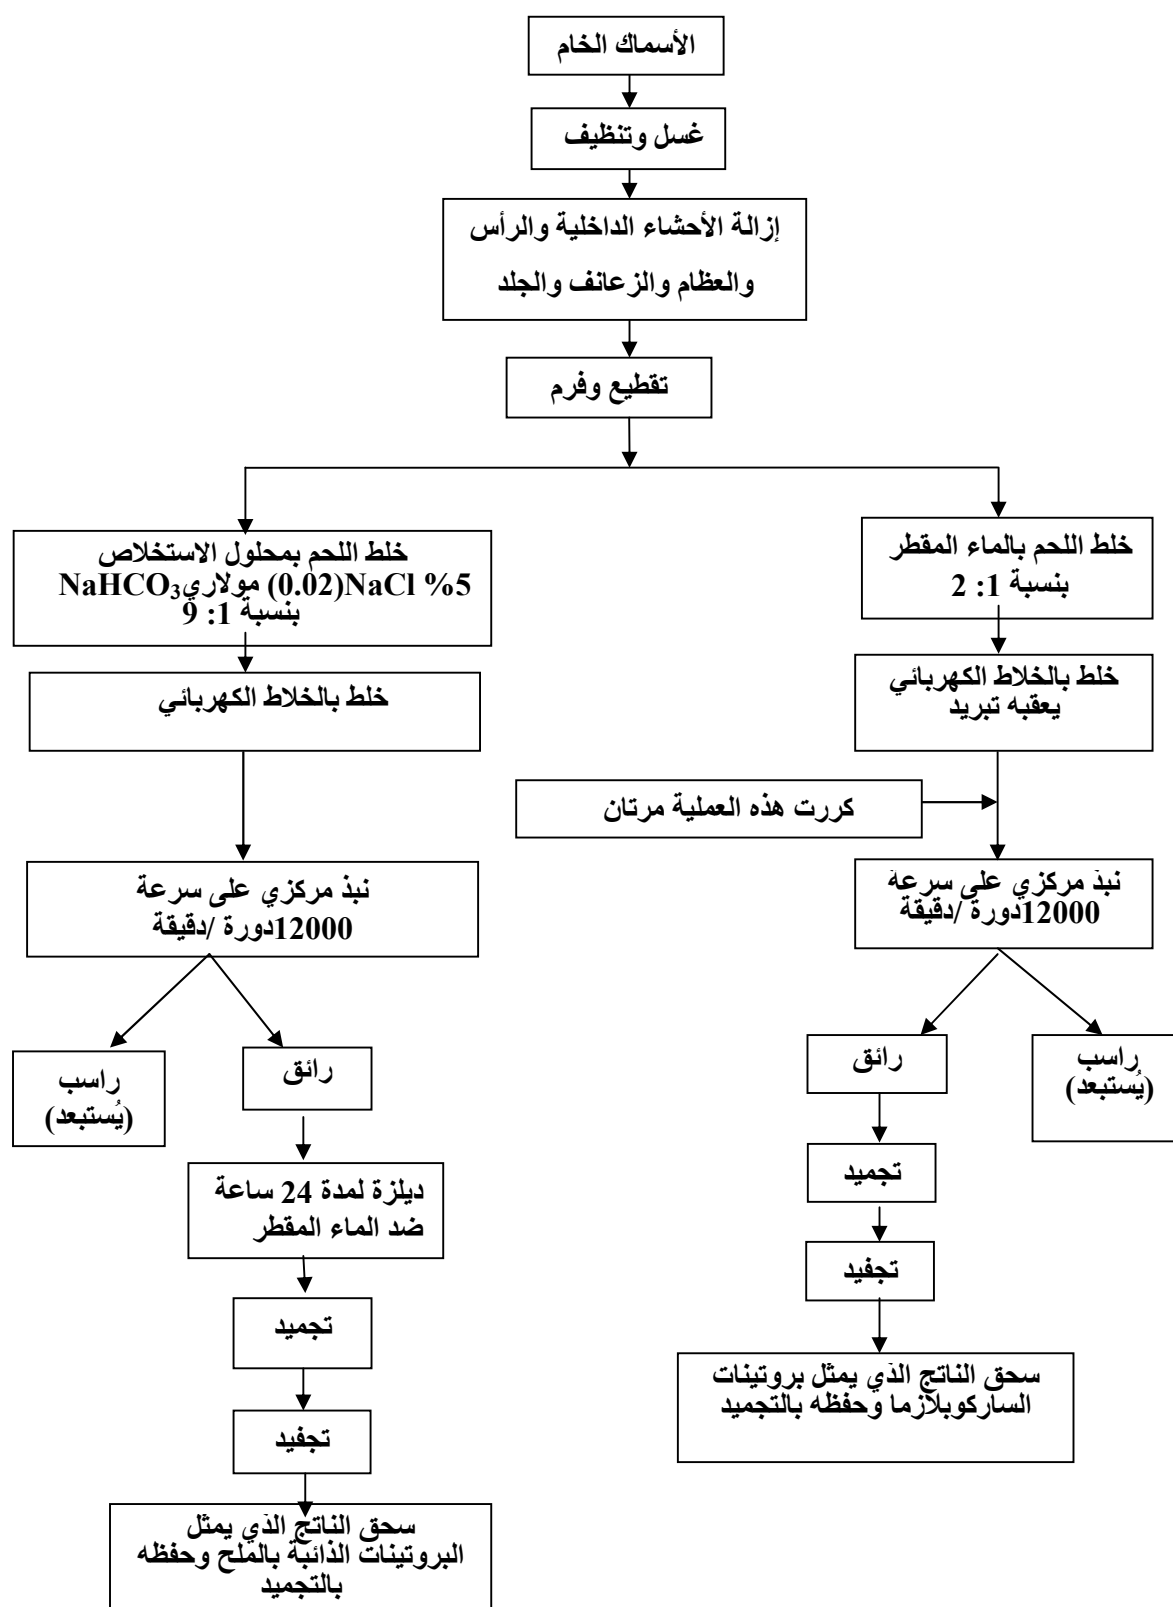 الأسماك الخام
غسل وتنظيف
إزالة الأحشاء الداخلية والرأس
والعظام والزعانف والجلد
تقطيع وفرم
خلط اللحم بالماء المقطر
بنسبة 1: 2
خلط بالخلاط الكهربائي
يعقبه تبريد
كررت هذه العملية مرتان
نبذ مركزي على سرعة
12000دورة /دقيقة
رائق
راسب
(يُستبعد)
تجميد
تجفيد
سحق الناتج الذي يمثل بروتينات
الساركوبلازما وحفظه بالتجميد
خلط اللحم بمحلول الاستخلاص
5% NaCl(0.02) مولاريNaHCO₃
بنسبة 1: 9
خلط بالخلاط الكهربائي
نبذ مركزي على سرعة
12000دورة /دقيقة
رائق
راسب
(يُستبعد)
ديلزة لمدة 24 ساعة
ضد الماء المقطر
تجميد
تجفيد
سحق الناتج الذي يمثل
البروتينات الذائبة بالملح وحفظه
بالتجميد